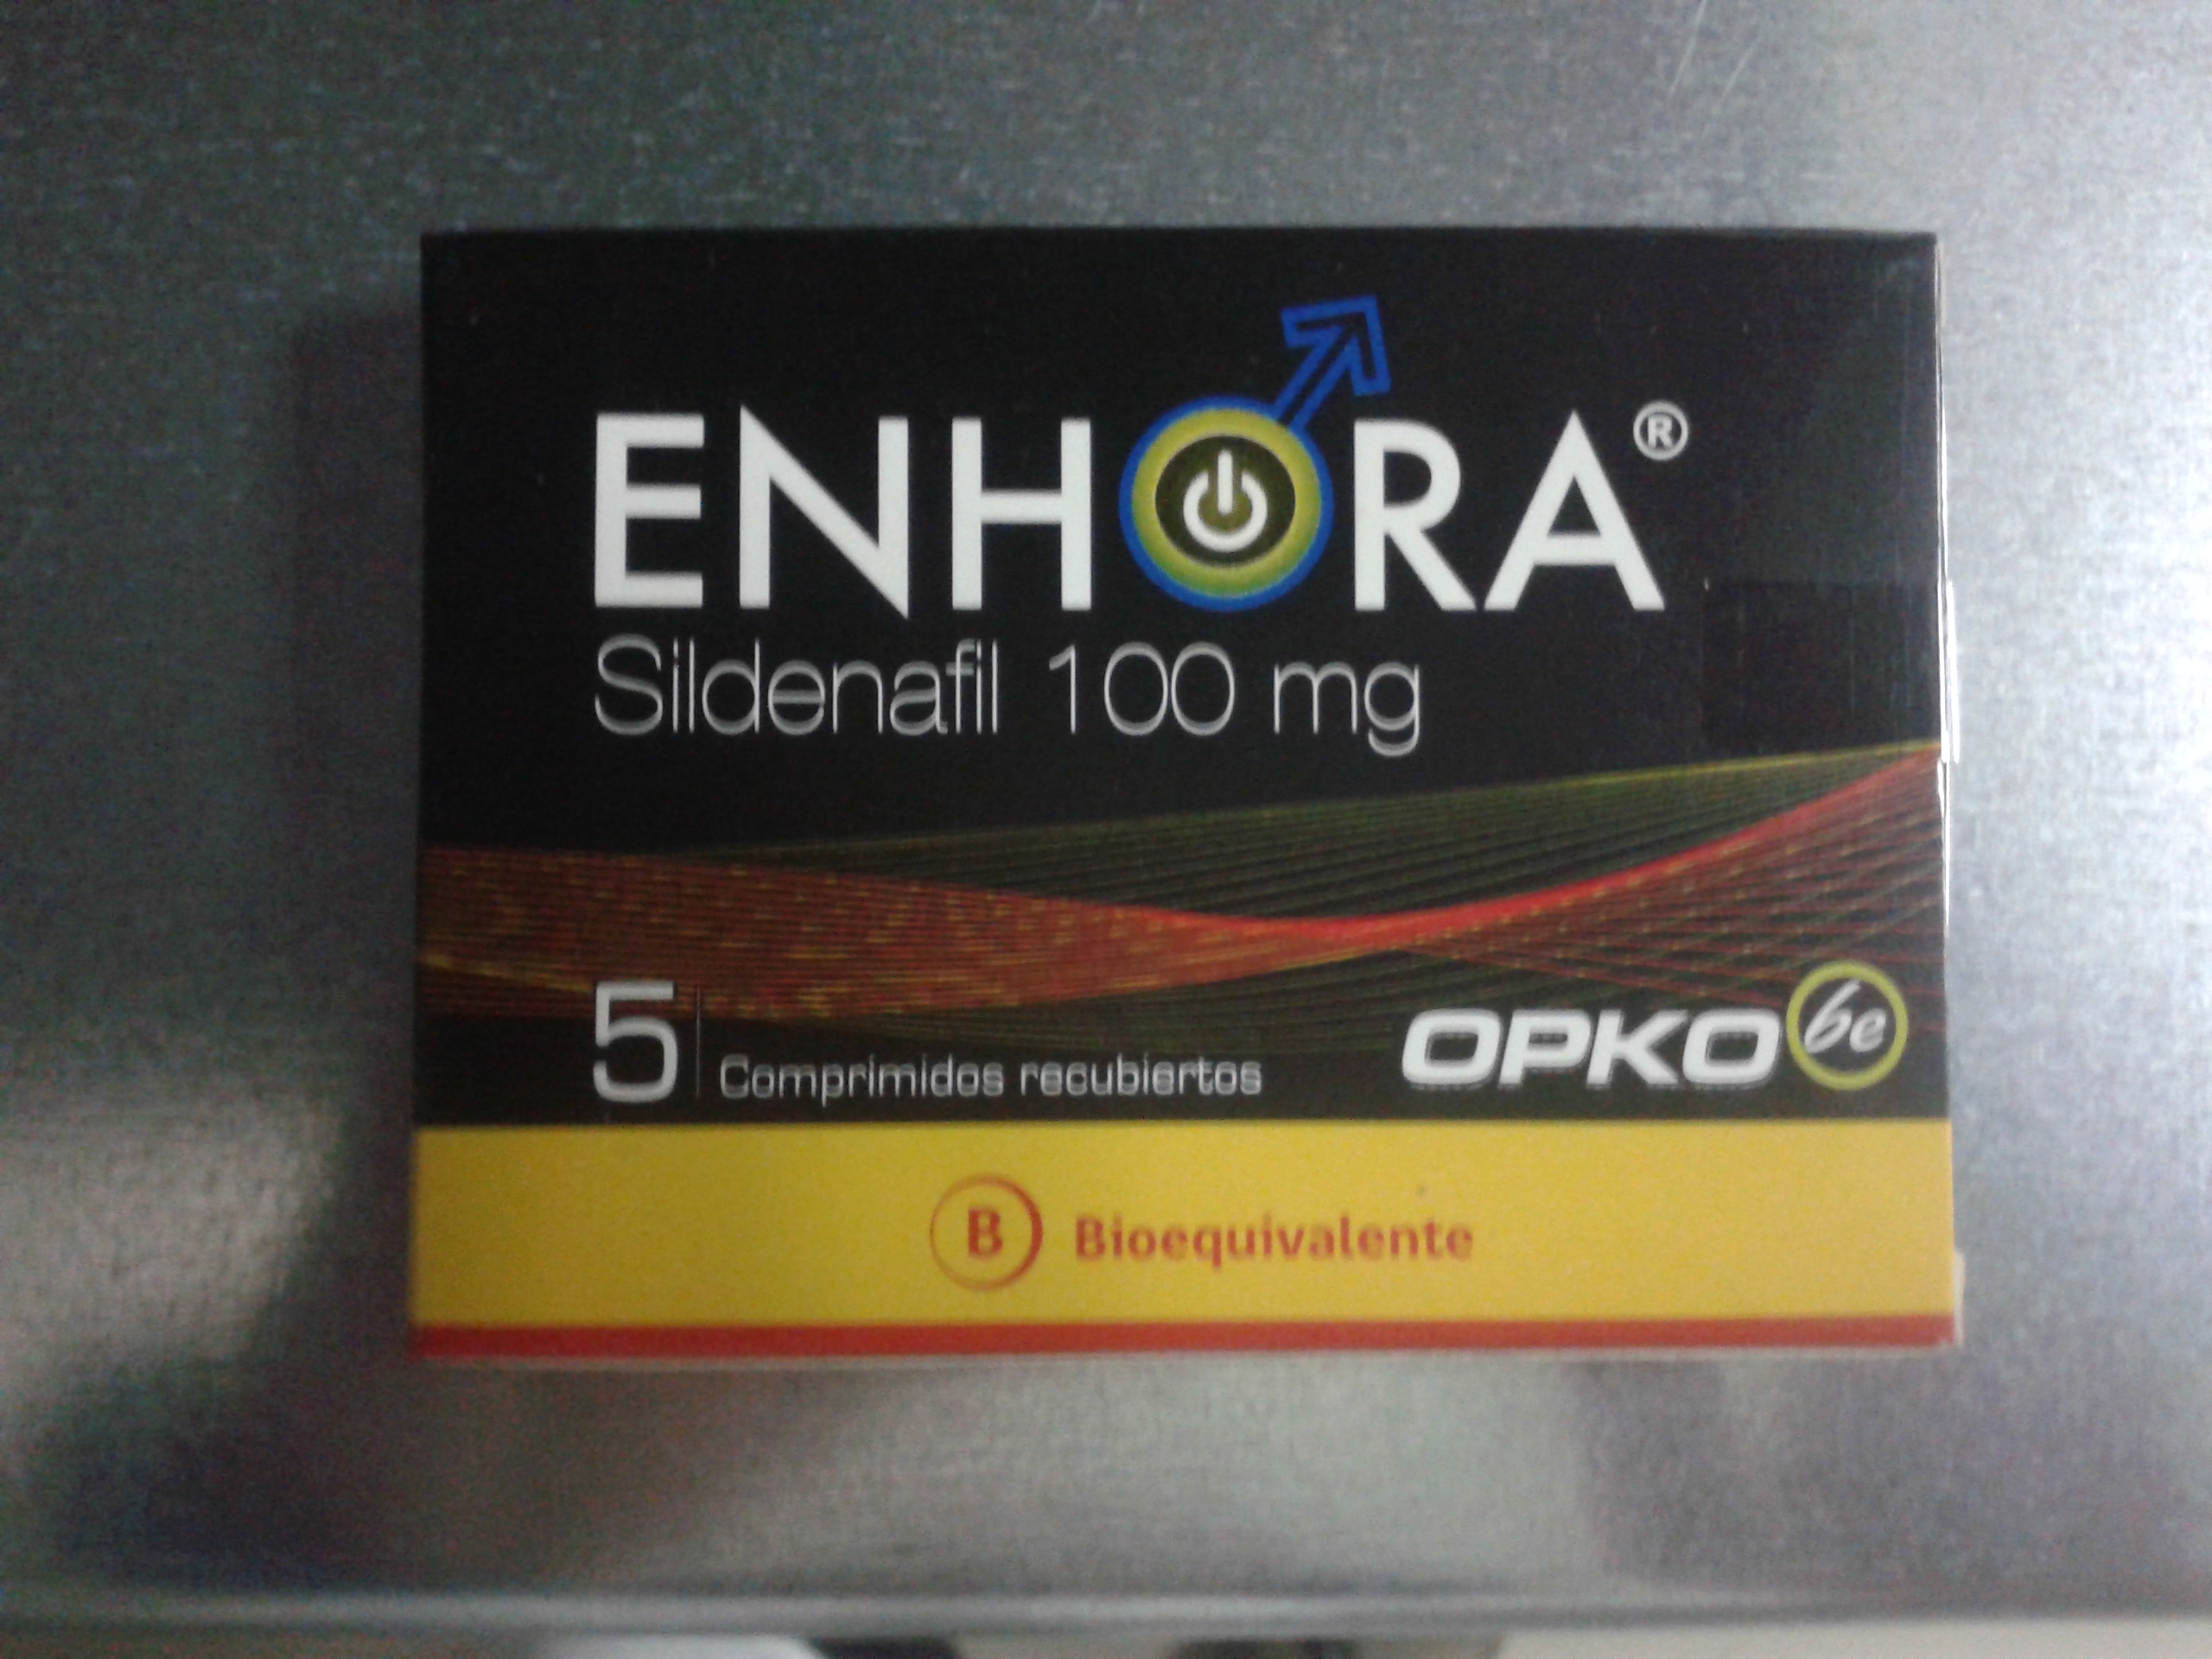 ENHORA®
Sildenafil 100 mg
5 Comprimidos recubiertos
OPKO be
B Bioequivalente